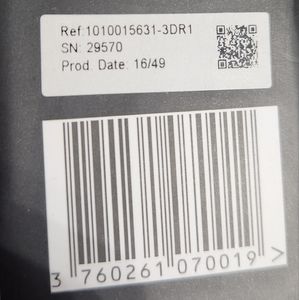 Ref:1010015631-3DR1
SN: 29570
Prod. Date: 16/49
3 760261 070019 >